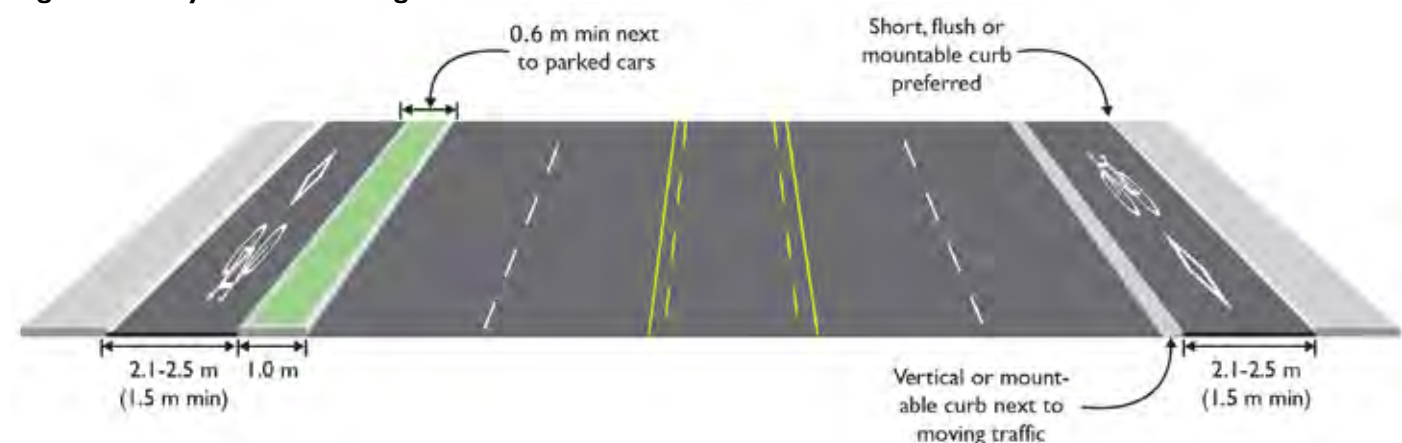 0.6 m min next
to parked cars
Short, flush or
mountable curb
preferred
2.1-2.5 m
(1.5 m min)
1.0 m
Vertical or mount-
able curb next to
moving traffic
2.1-2.5 m
(1.5 m min)